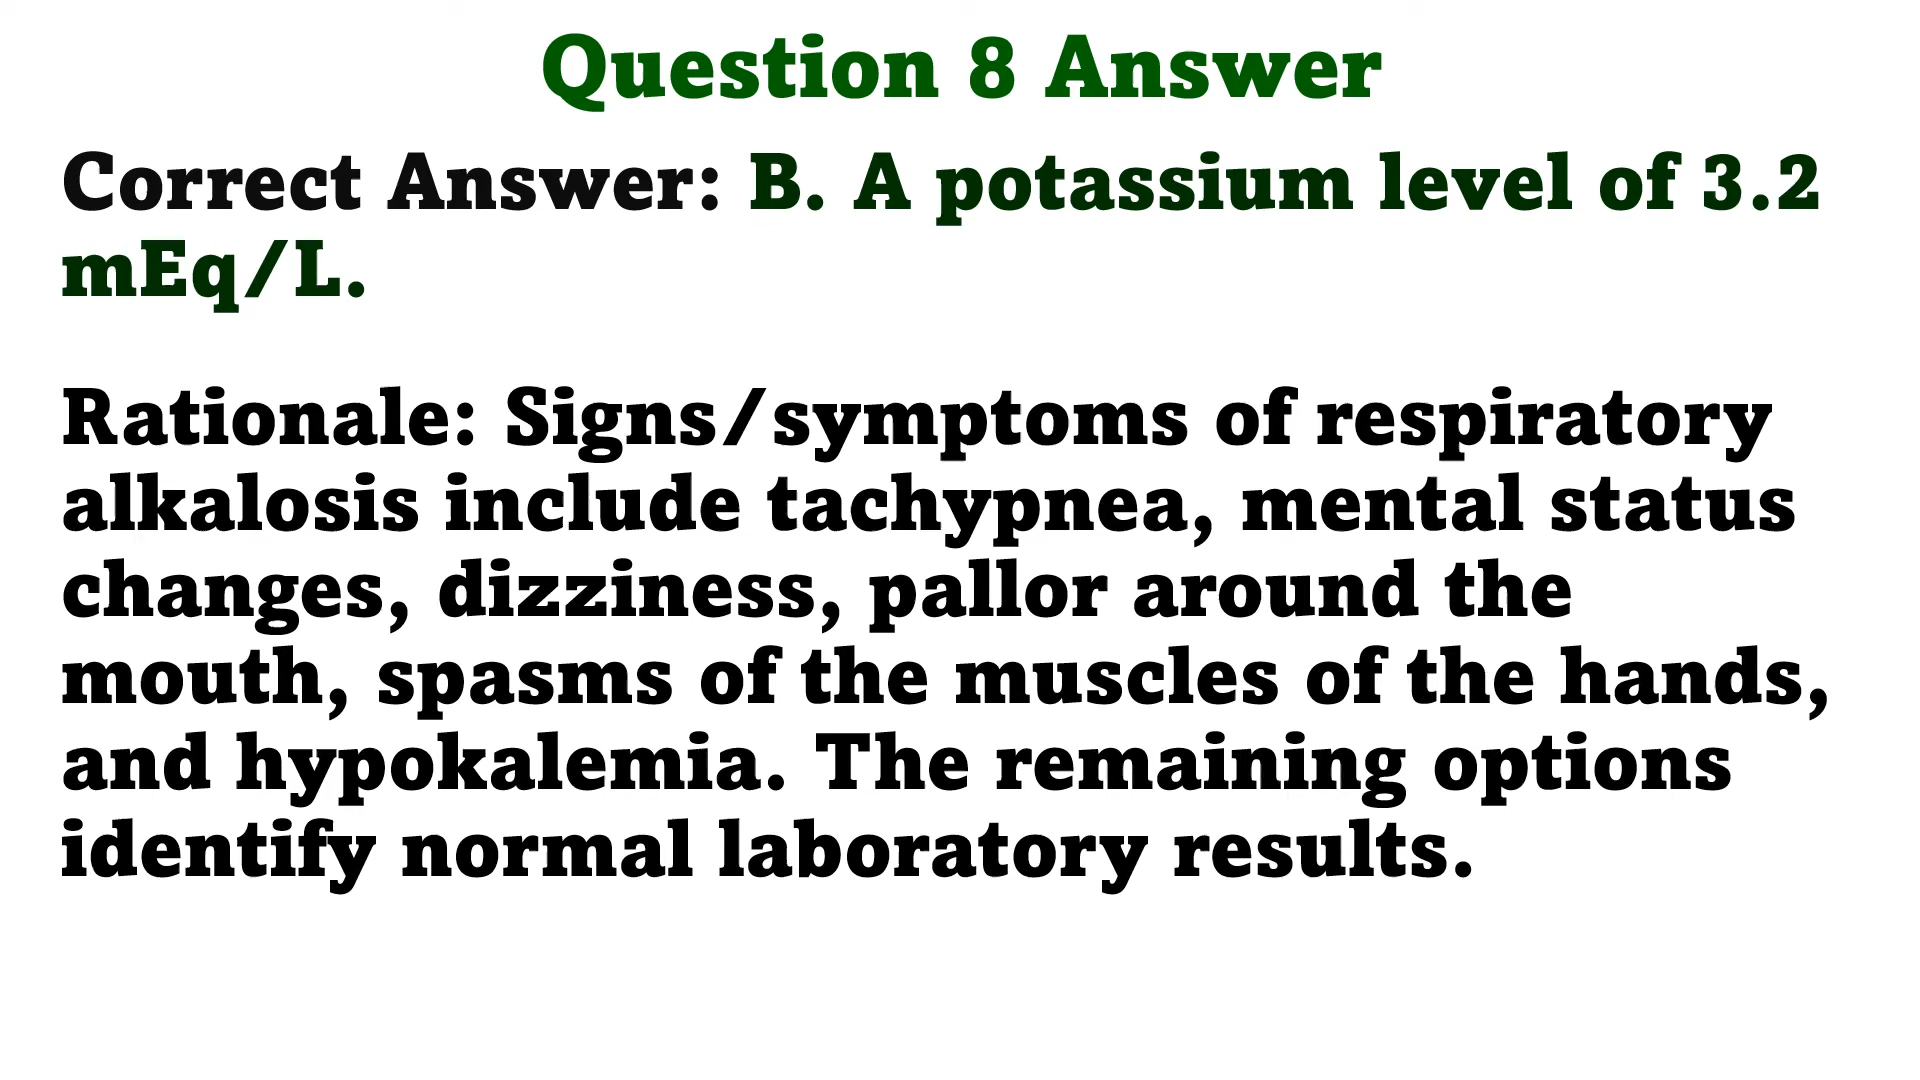 Question 8 Answer
Correct Answer: B. A potassium level of 3.2
mEq/L.
Rationale: Signs/symptoms of respiratory
alkalosis include tachypnea, mental status
changes, dizziness, pallor around the
mouth, spasms of the muscles of the hands,
and hypokalemia. The remaining options
identify normal laboratory results.